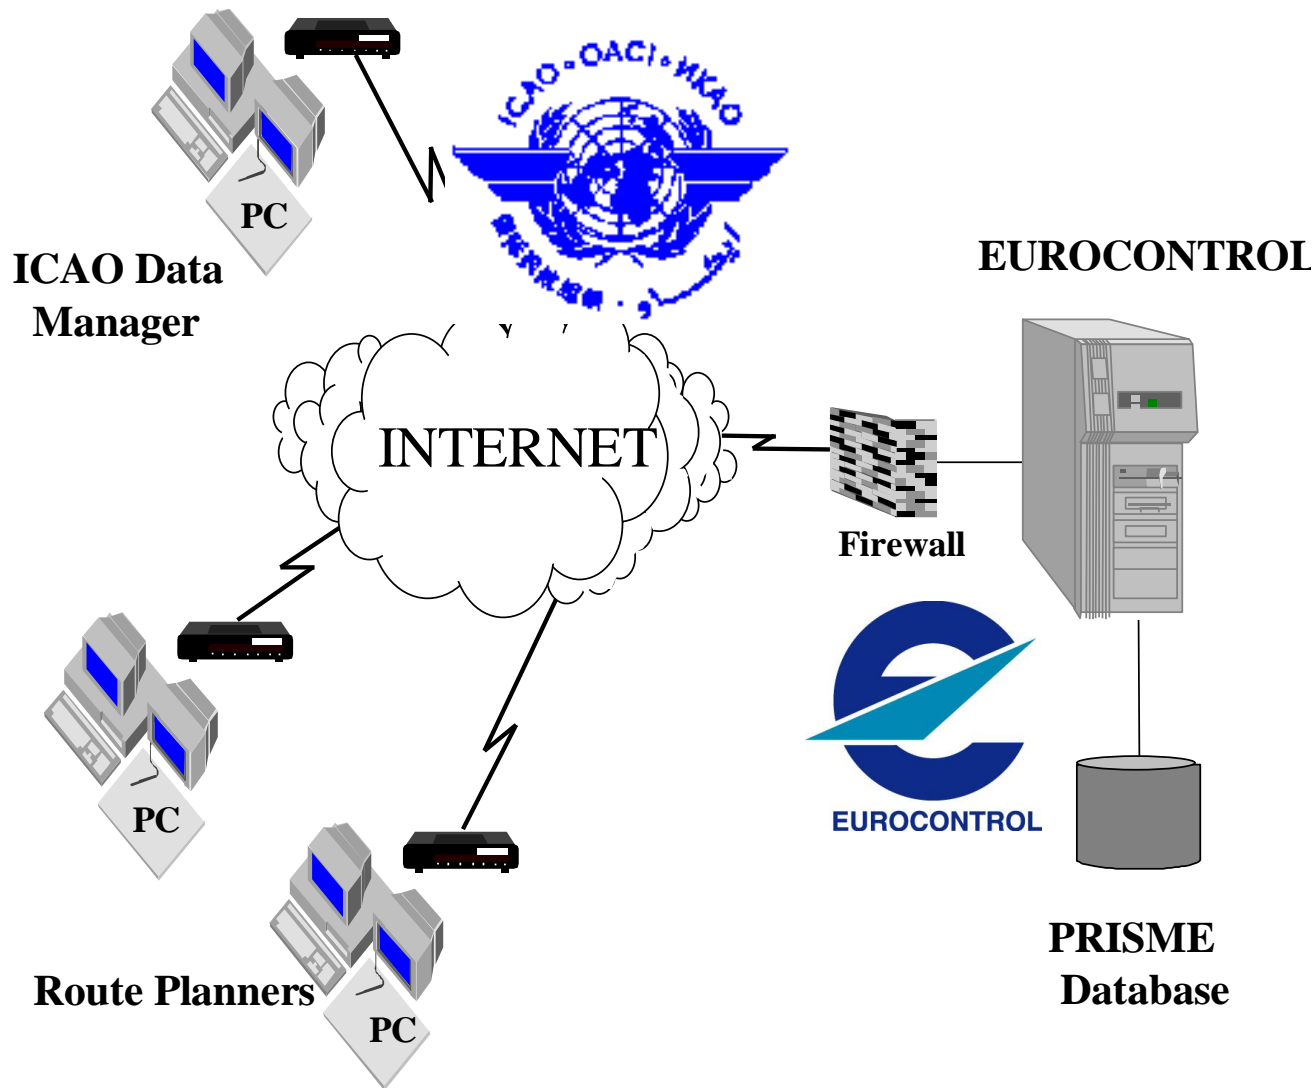 ICAO · OACI · ИКАО
PC
ICAO Data
Manager
EUROCONTROL
INTERNET
Firewall
EUROCONTROL
PC
PRISME
Database
Route Planners
PC